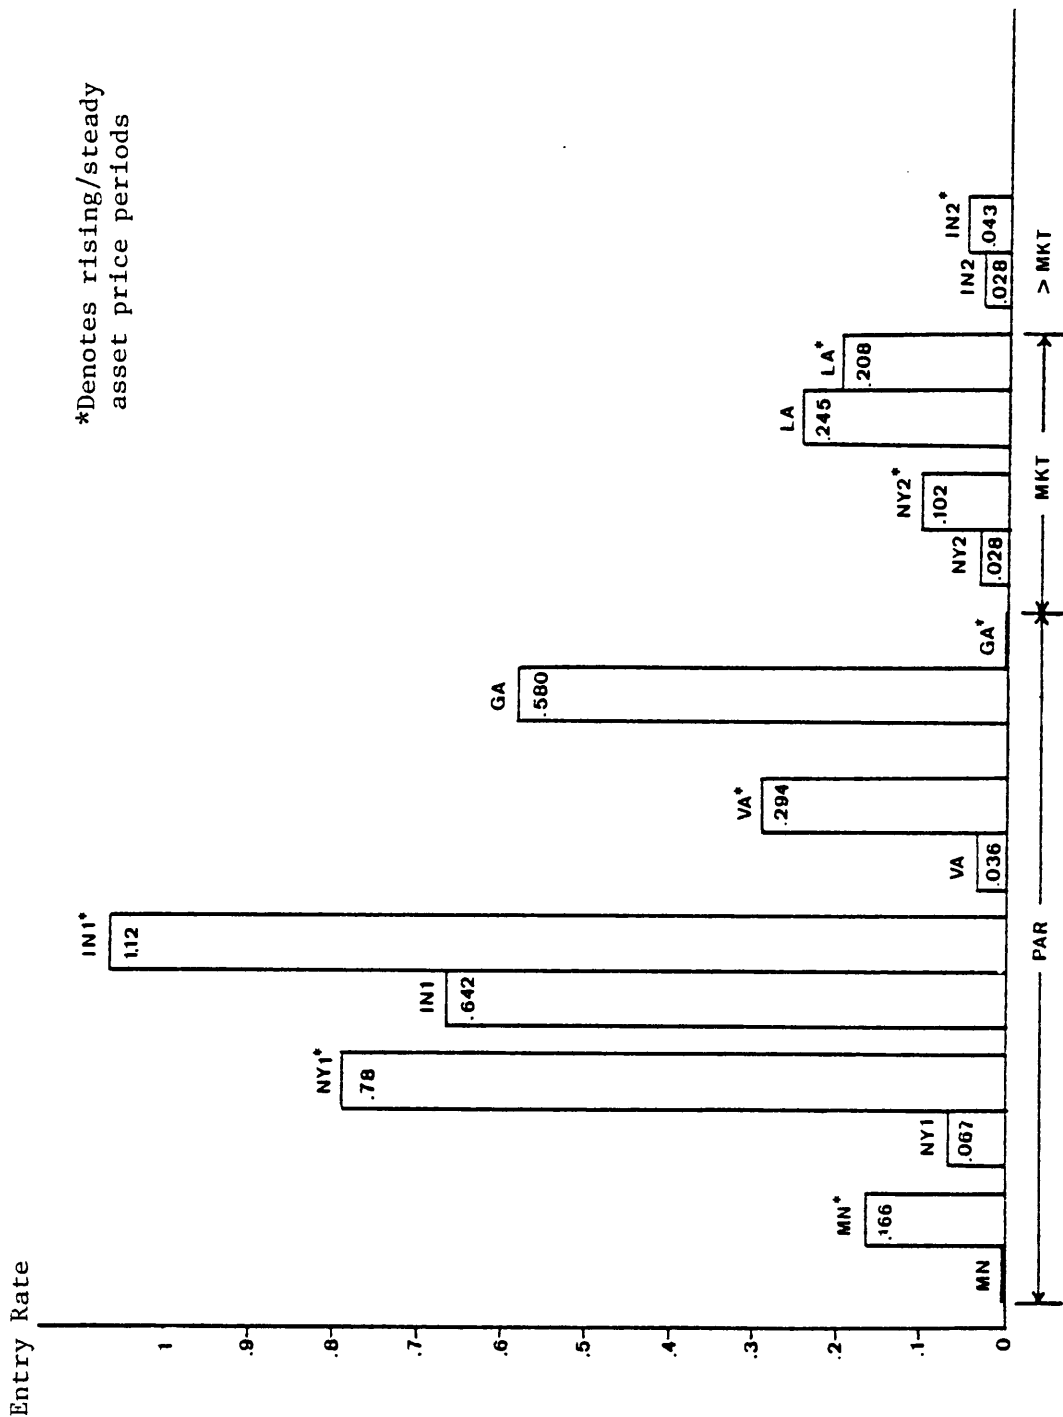 Entry Rate
*Denotes rising/steady
asset price periods
1
.9
.8
.7
.6
.5
.4
.3
.2
.1
0
MN
MN*
.166
NY1
.067
NY1*
.78
IN1
.642
IN1*
1.12
VA
.036
VA*
.294
GA
.580
GA*
NY2
.028
NY2*
.102
LA
.245
LA*
.208
IN2
.028
IN2*
.043
PAR
MKT
> MKT